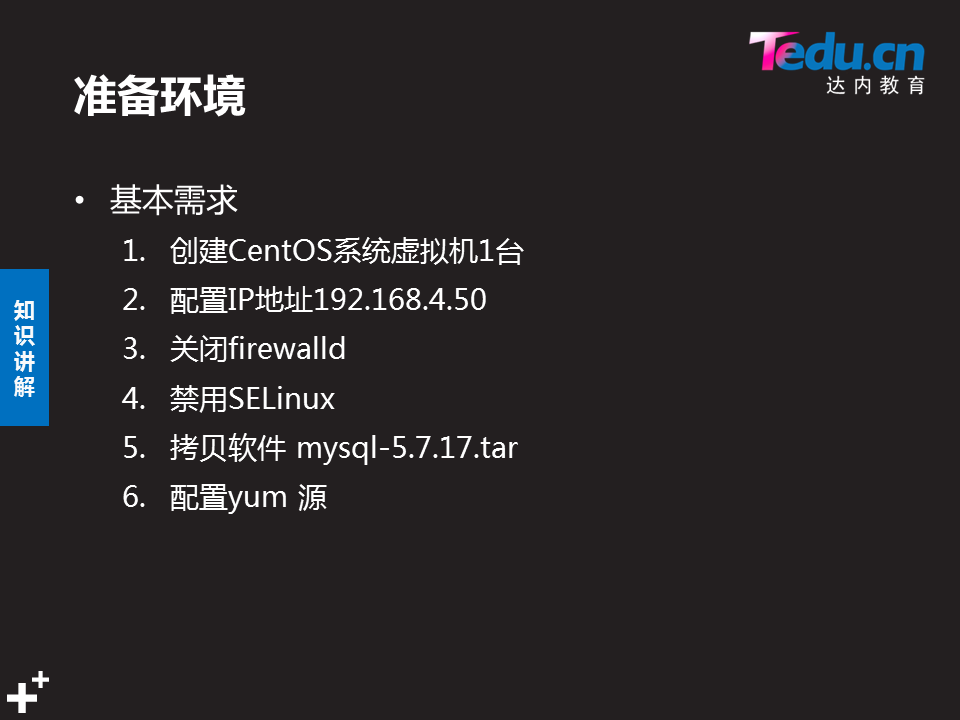 Tedu.cn
达内教育
准备环境
• 基本需求
1. 创建CentOS系统虚拟机1台
2. 配置IP地址192.168.4.50
3. 关闭firewalld
4. 禁用SELinux
5. 拷贝软件 mysql-5.7.17.tar
6. 配置yum 源
知识讲解